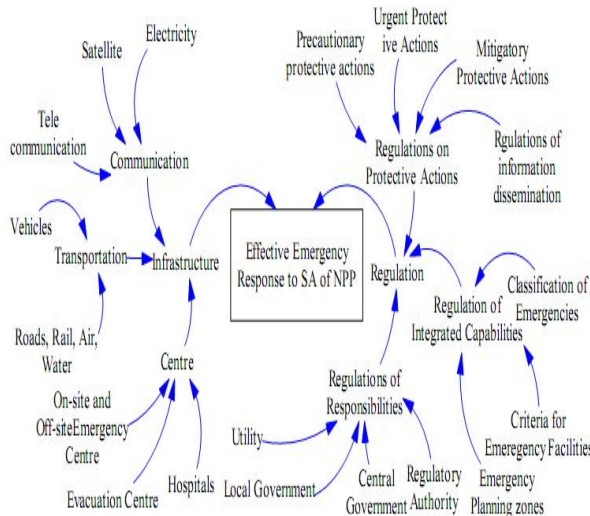 Electricity
Satellite
Tele
communication
Communication
Vehicles
Transportation
Infrastructure
Roads, Rail, Air,
Water
Centre
On-site and
Off-siteEmergency
Centre
Evacuation Centre
Hospitals
Effective Emergency
Response to SA of NPP
Precautionary
protective actions
Urgent Protect
ive Actions
Mitigatory
Protective Actions
Regulations on
Protective Actions
Rgulations of
information
dissemination
Regulation
Regulation of
Integrated Capabilities
Classification of
Emergencies
Criteria for
Emeregency Facilities
Emergency
Planning zones
Regulations of
Responsibilities
Utility
Local Government
Central
Government
Regulatory
Authority